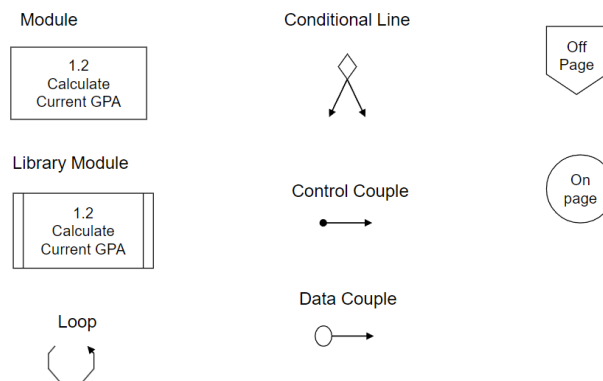 Module
1.2
Calculate
Current GPA
Library Module
1.2
Calculate
Current GPA
Loop
Conditional Line
Control Couple
Data Couple
Off
Page
On
page